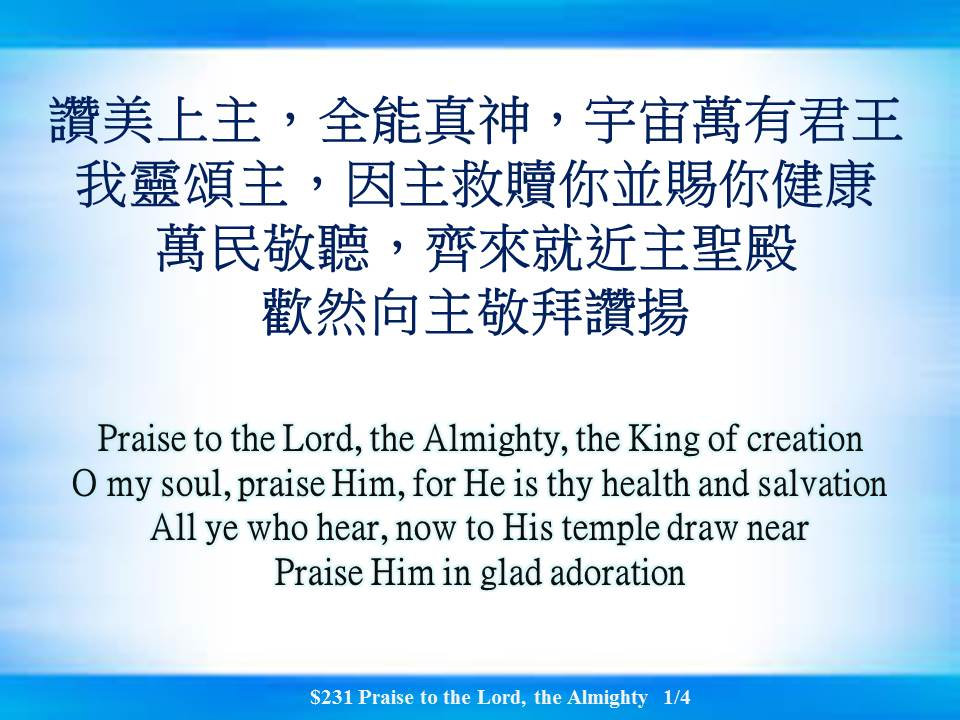 讚美上主，全能真神，宇宙萬有君王
我靈頌主，因主救贖你並賜你健康
萬民敬聽，齊來就近主聖殿
歡然向主敬拜讚揚
Praise to the Lord, the Almighty, the King of creation
O my soul, praise Him, for He is thy health and salvation
All ye who hear, now to His temple draw near
Praise Him in glad adoration
$231 Praise to the Lord, the Almighty 1/4